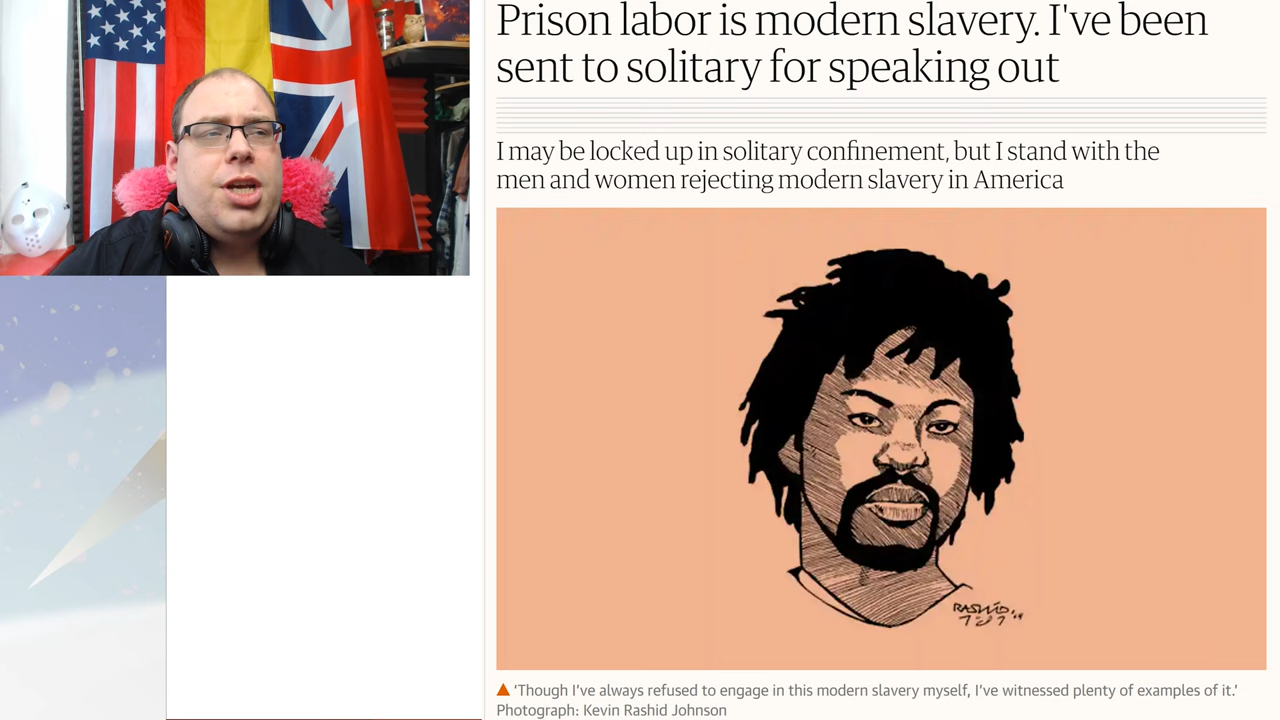 Prison labor is modern slavery. I've been
sent to solitary for speaking out
I may be locked up in solitary confinement, but I stand with the
men and women rejecting modern slavery in America
RASHID
‘Though I’ve always refused to engage in this modern slavery myself, I’ve witnessed plenty of examples of it.’
Photograph: Kevin Rashid Johnson